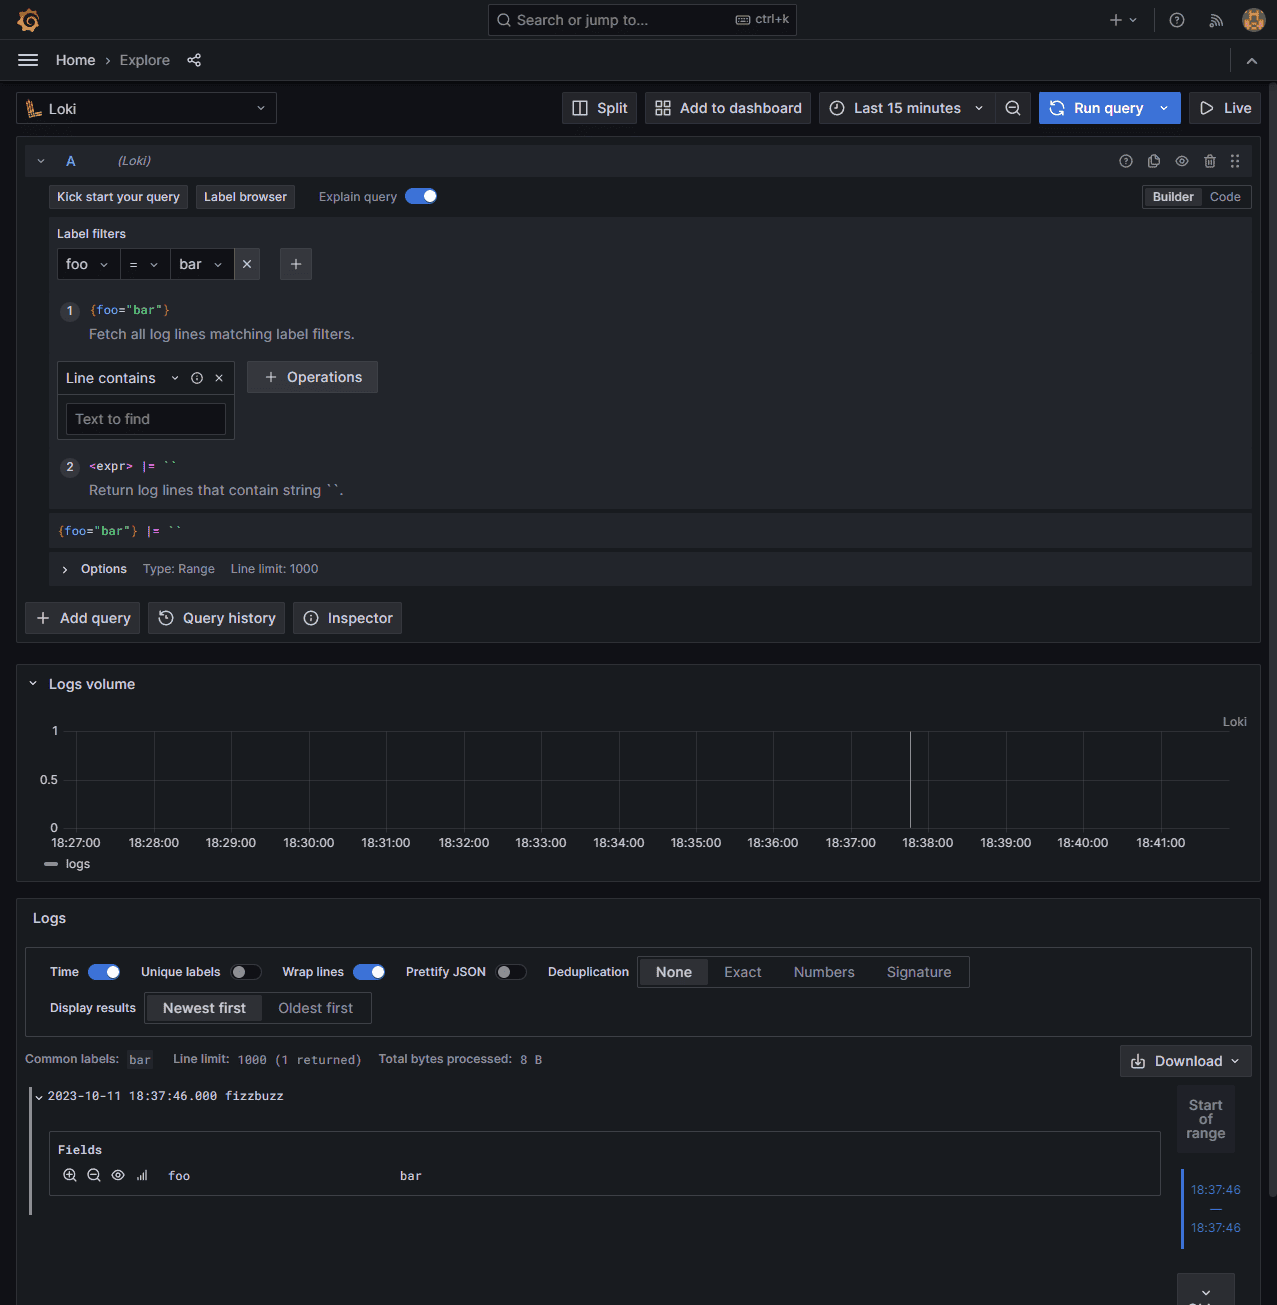 Search or jump to... ctrl+k
Home › Explore
Loki Split Add to dashboard Last 15 minutes Run query Live
A (Loki)
Kick start your query Label browser Explain query Builder Code
Label filters
foo = bar
1 {foo="bar"}
Fetch all log lines matching label filters.
Line contains + Operations
Text to find
2 <expr> |= ``
Return log lines that contain string ``.
{foo="bar"} |= ``
Options Type: Range Line limit: 1000
+ Add query Query history Inspector
Logs volume
Loki
1
0.5
0
18:27:00 18:28:00 18:29:00 18:30:00 18:31:00 18:32:00 18:33:00 18:34:00 18:35:00 18:36:00 18:37:00 18:38:00 18:39:00 18:40:00 18:41:00
logs
Logs
Time Unique labels Wrap lines Prettify JSON Deduplication None Exact Numbers Signature
Display results Newest first Oldest first
Common labels: bar Line limit: 1000 (1 returned) Total bytes processed: 8 B Download
2023-10-11 18:37:46.000 fizzbuzz
Start
of
range
Fields
foo bar
18:37:46
—
18:37:46